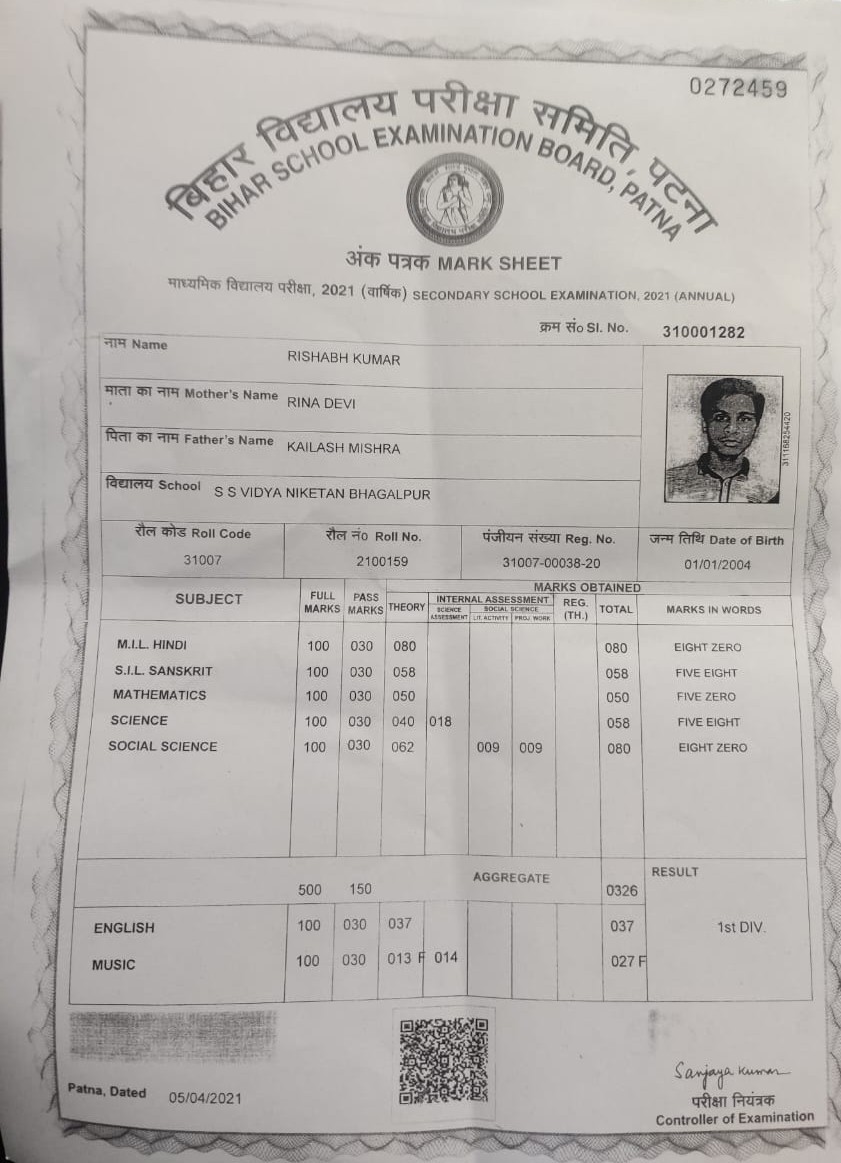 0272459
बिहार विद्यालय परीक्षा समिति, पटना
BIHAR SCHOOL EXAMINATION BOARD, PATNA
अंक पत्रक MARK SHEET
माध्यमिक विद्यालय परीक्षा, 2021 (वार्षिक) SECONDARY SCHOOL EXAMINATION, 2021 (ANNUAL)
क्रम सं० Sl. No. 310001282
नाम Name RISHABH KUMAR
माता का नाम Mother's Name RINA DEVI
पिता का नाम Father's Name KAILASH MISHRA
विद्यालय School S S VIDYA NIKETAN BHAGALPUR
311168254420
रौल कोड Roll Code रौल नं० Roll No. पंजीयन संख्या Reg. No. जन्म तिथि Date of Birth
31007 2100159 31007-00038-20 01/01/2004
MARKS OBTAINED
SUBJECT FULL MARKS PASS MARKS THEORY INTERNAL ASSESSMENT REG. (TH.) TOTAL MARKS IN WORDS
SCIENCE ASSESSMENT SOCIAL SCIENCE LIT. ACTIVITY PROJ. WORK
M.I.L. HINDI 100 030 080 080 EIGHT ZERO
S.I.L. SANSKRIT 100 030 058 058 FIVE EIGHT
MATHEMATICS 100 030 050 050 FIVE ZERO
SCIENCE 100 030 040 018 058 FIVE EIGHT
SOCIAL SCIENCE 100 030 062 009 009 080 EIGHT ZERO
500 150 AGGREGATE 0326 RESULT
ENGLISH 100 030 037 037 1st DIV.
MUSIC 100 030 013 F 014 027 F
Patna, Dated 05/04/2021
Sanjaya Kumar
परीक्षा नियंत्रक
Controller of Examination